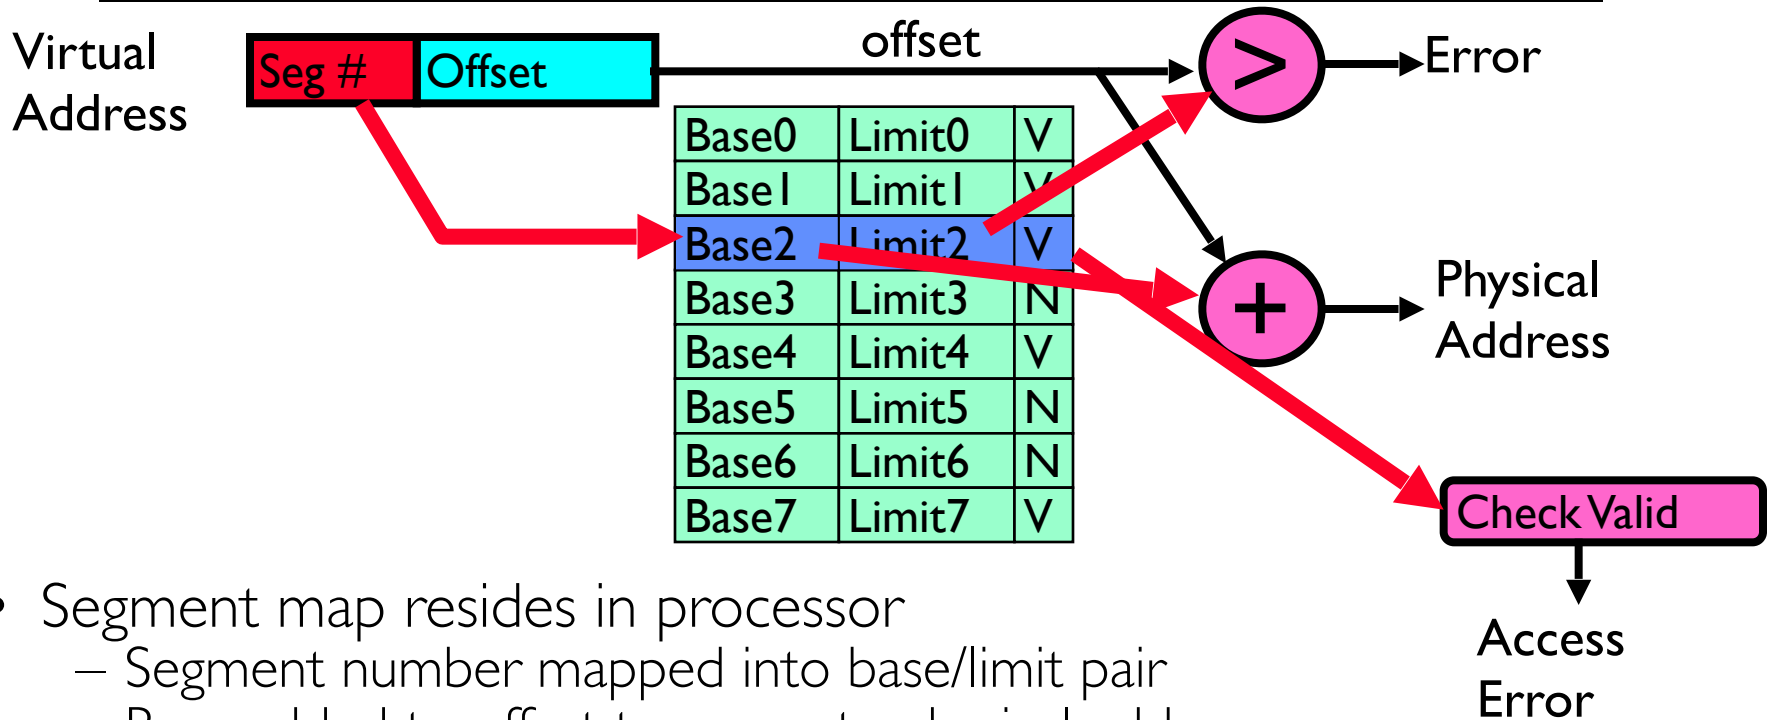 Virtual
Address
Seg #
Offset
offset
>
Error
Base0 Limit0 V
Base1 Limit1 V
Base2 Limit2 V
Base3 Limit3 N
Base4 Limit4 V
Base5 Limit5 N
Base6 Limit6 N
Base7 Limit7 V
+
Physical
Address
Check Valid
Access
Error
• Segment map resides in processor
– Segment number mapped into base/limit pair